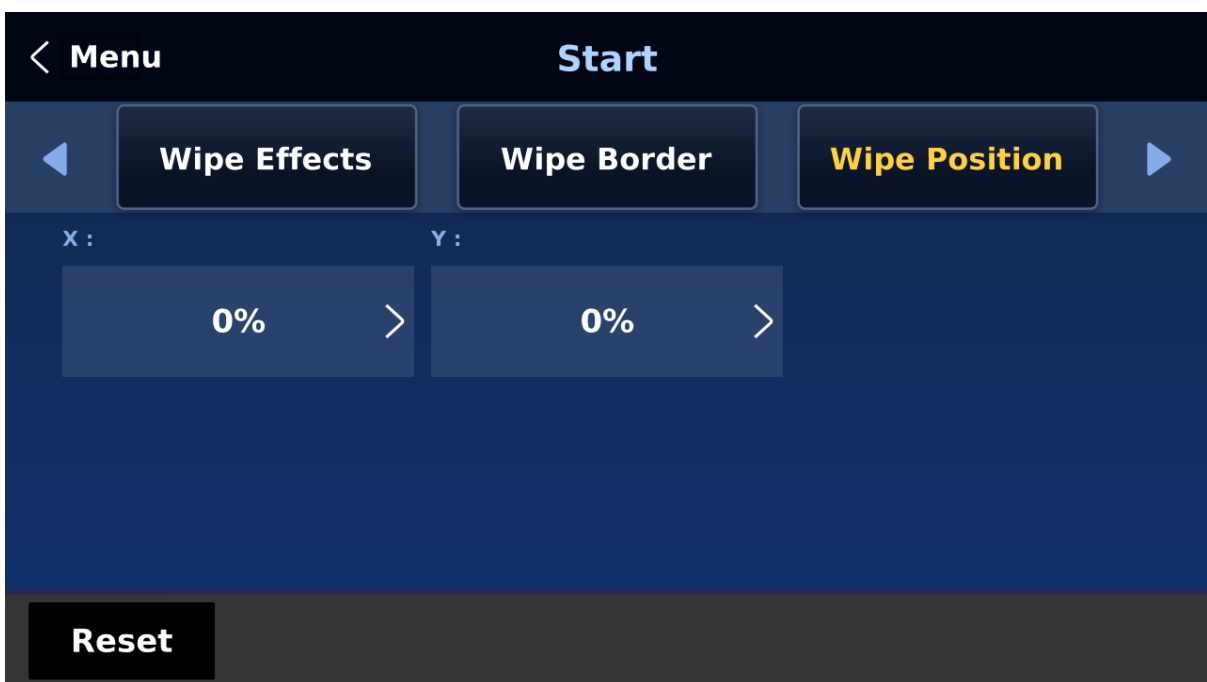 Menu
Start
Wipe Effects
Wipe Border
Wipe Position
X :
Y :
0%
0%
Reset